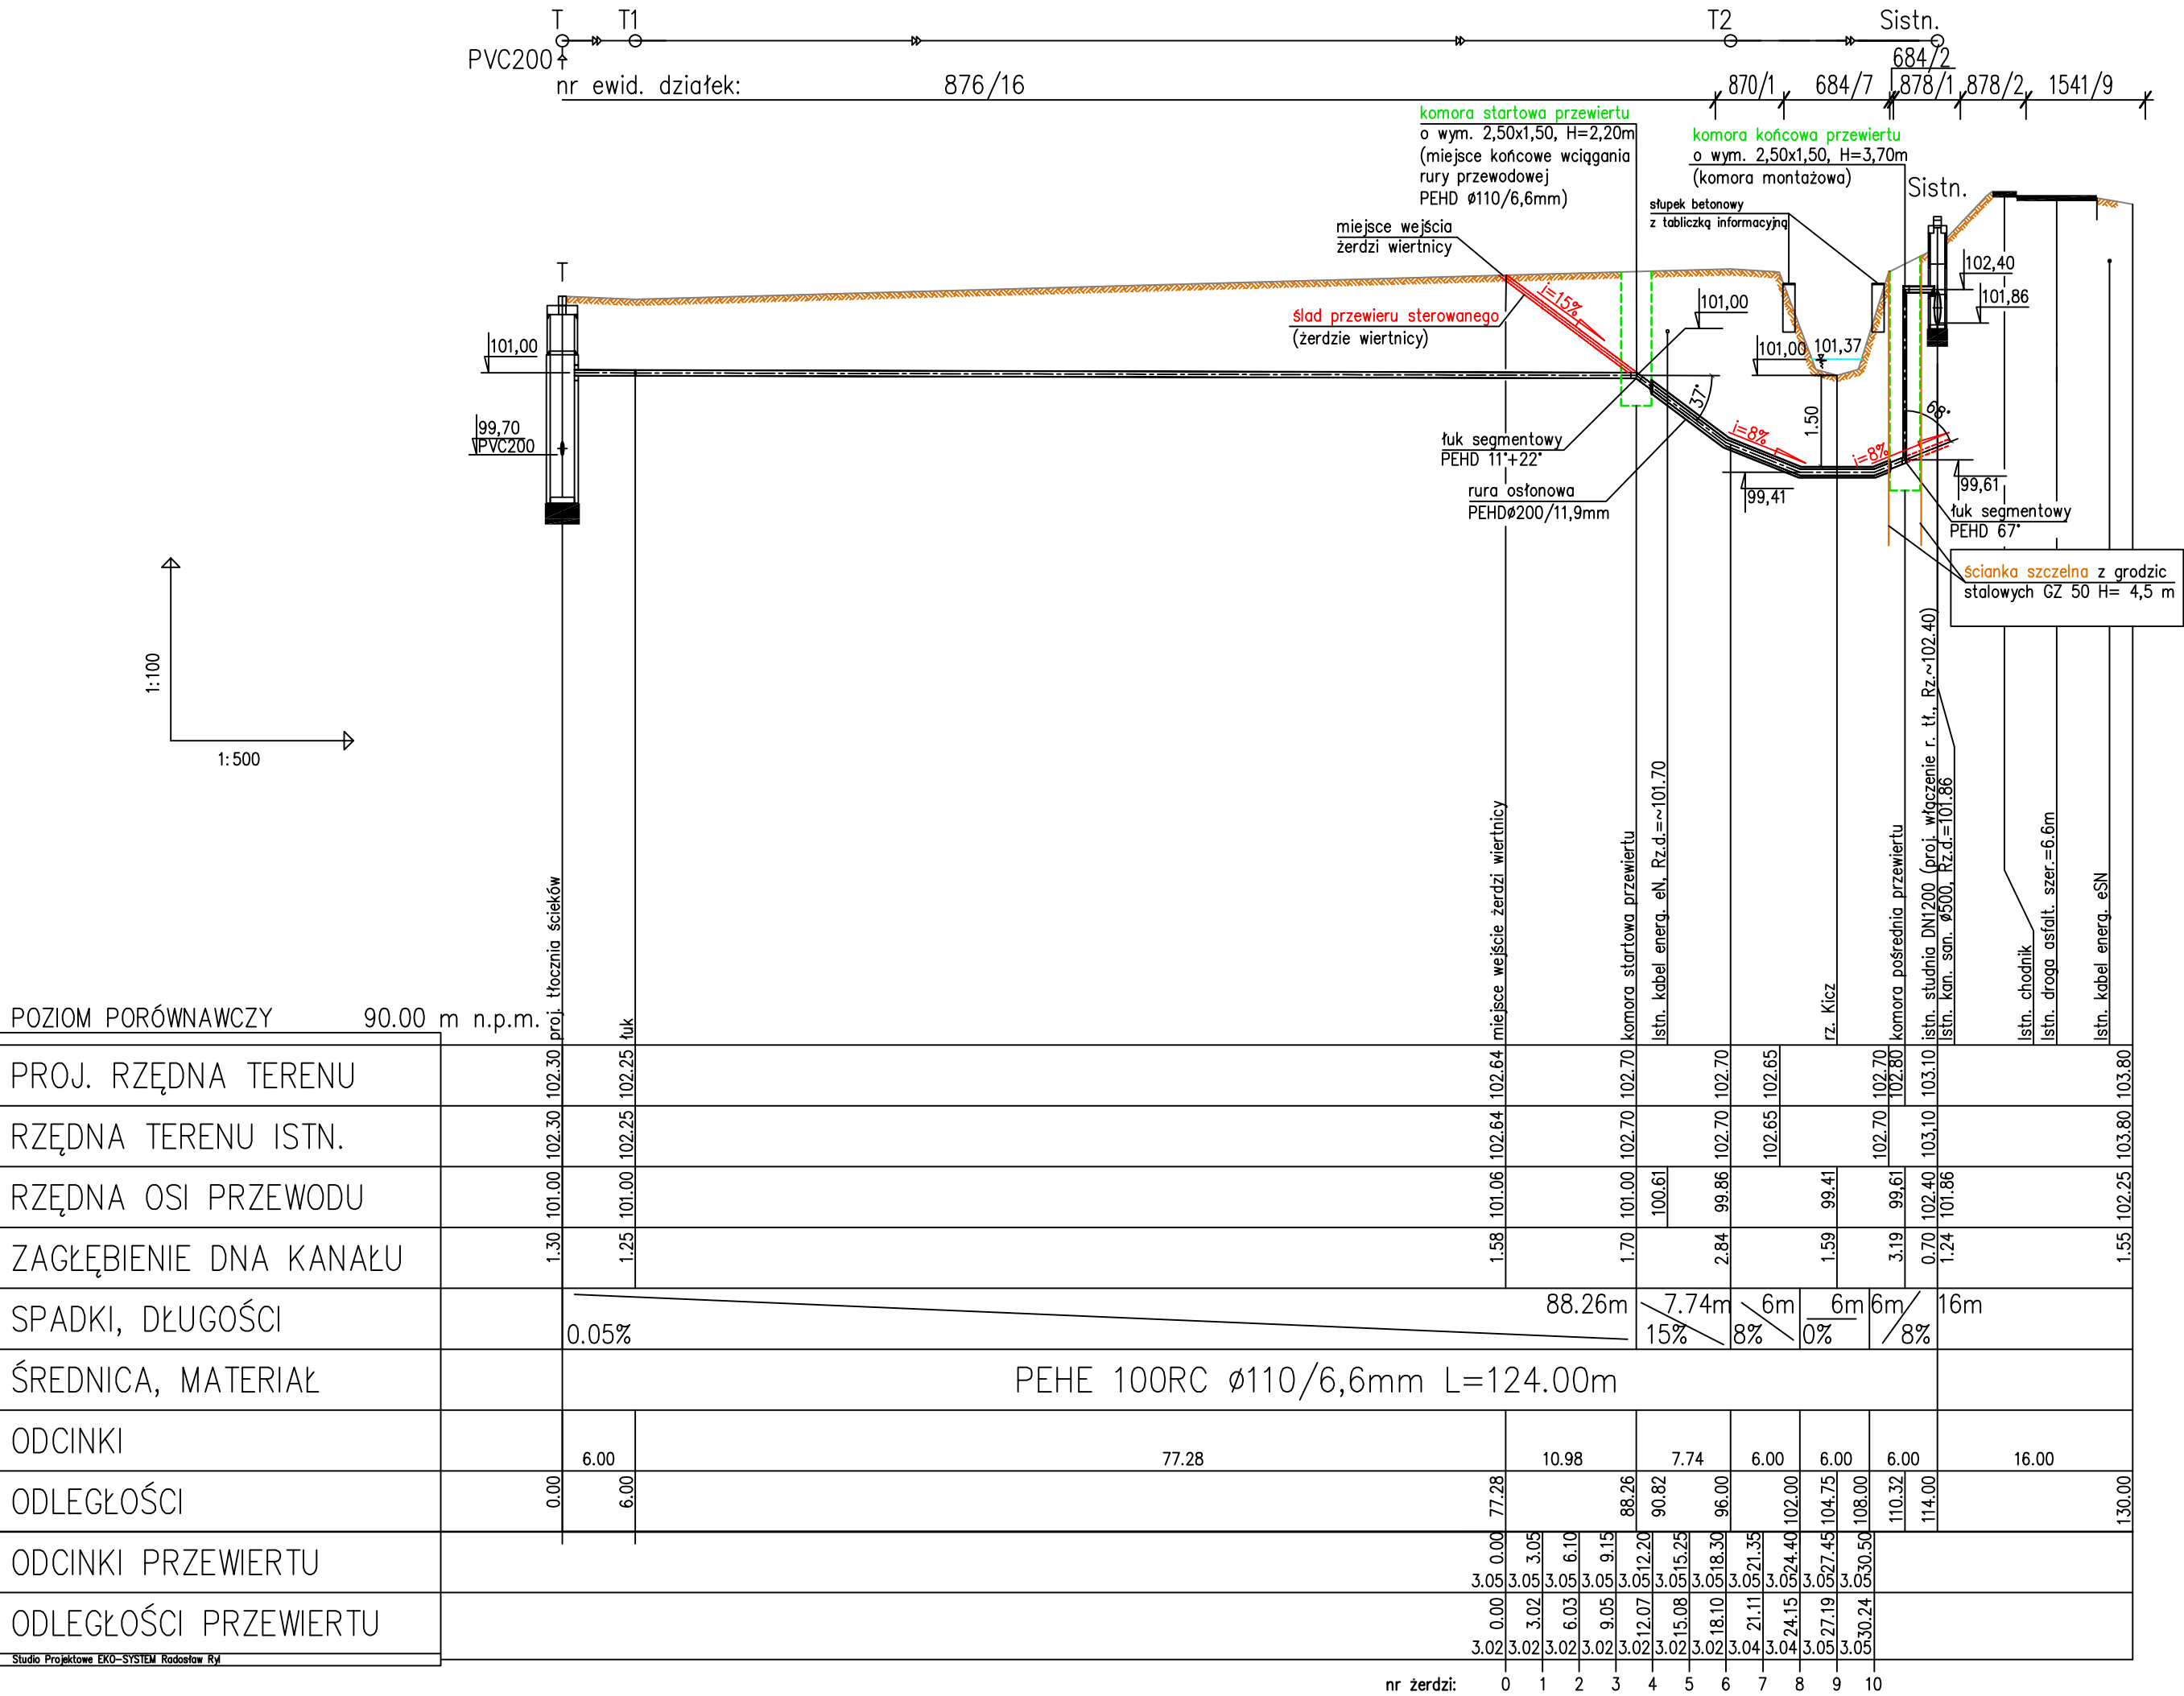 T T1 T2 Sistn.
PVC200
684/2
nr ewid. działek: 876/16 870/1 684/7 878/1 878/2 1541/9
komora startowa przewiertu
o wym. 2,50x1,50, H=2,20m
(miejsce końcowe wciągania
rury przewodowej
PEHD ø110/6,6mm)
komora końcowa przewiertu
o wym. 2,50x1,50, H=3,70m
(komora montażowa)
Sistn.
słupek betonowy
z tabliczką informacyjną
miejsce wejścia
żerdzi wiertnicy
T
102,40
101,86
i=15%
101,00
ślad przewieru sterowanego
(żerdzie wiertnicy)
101,00
101,00
101,37
37°
1.50
68°
99,70
PVC200
łuk segmentowy
PEHD 11°+22°
i=8%
i=8%
rura osłonowa
PEHDø200/11,9mm
99,41
99,61
łuk segmentowy
PEHD 67°
ścianka szczelna z grodzic
stalowych GZ 50 H= 4,5 m
1:100
1:500
proj. tłocznia ścieków
łuk
miejsce wejście żerdzi wiertnicy
komora startowa przewiertu
Istn. kabel energ. eN, Rz.d.=~101.70
rz. Kicz
komora pośrednia przewiertu
istn. studnia DN1200 (proj. włączenie r. tł., Rz.~102.40)
Istn. kan. san. ø500, Rz.d.=101.86
Istn. chodnik
Istn. droga asfalt. szer.=6.6m
Istn. kabel energ. eSN
POZIOM PORÓWNAWCZY 90.00 m n.p.m.
PROJ. RZĘDNA TERENU 102.30 102.25 102.64 102.70 102.70 102.65 102.70 102.80 103.10 103.80
RZĘDNA TERENU ISTN. 102.30 102.25 102.64 102.70 102.70 102.65 102.70 103,10 103.80
RZĘDNA OSI PRZEWODU 101.00 101.00 101.06 101.00 100.61 99.86 99.41 99,61 102.40 101.86 102.25
ZAGŁĘBIENIE DNA KANAŁU 1.30 1.25 1.58 1.70 2.84 1.59 3.19 0.70 1.24 1.55
SPADKI, DŁUGOŚCI 88.26m 7.74m 6m 6m 6m 16m
0.05% 15% 8% 0% 8%
ŚREDNICA, MATERIAŁ PEHE 100RC ø110/6,6mm L=124.00m
ODCINKI 6.00 77.28 10.98 7.74 6.00 6.00 6.00 16.00
ODLEGŁOŚCI 0.00 6.00 77.28 88.26 90.82 96.00 102.00 104.75 108.00 110.32 114.00 130.00
ODCINKI PRZEWIERTU 0.00 3.05 6.10 9.15 12.20 15.25 18.30 21.35 24.40 27.45 30.50
3.05 3.05 3.05 3.05 3.05 3.05 3.05 3.05 3.05 3.05 3.05
ODLEGŁOŚCI PRZEWIERTU 0.00 3.02 6.03 9.05 12.07 15.08 18.10 21.11 24.15 27.19 30.24
3.02 3.02 3.02 3.02 3.02 3.02 3.02 3.04 3.04 3.05 3.05
Studio Projektowe EKO-SYSTEM Radosław Ryl
nr żerdzi: 0 1 2 3 4 5 6 7 8 9 10